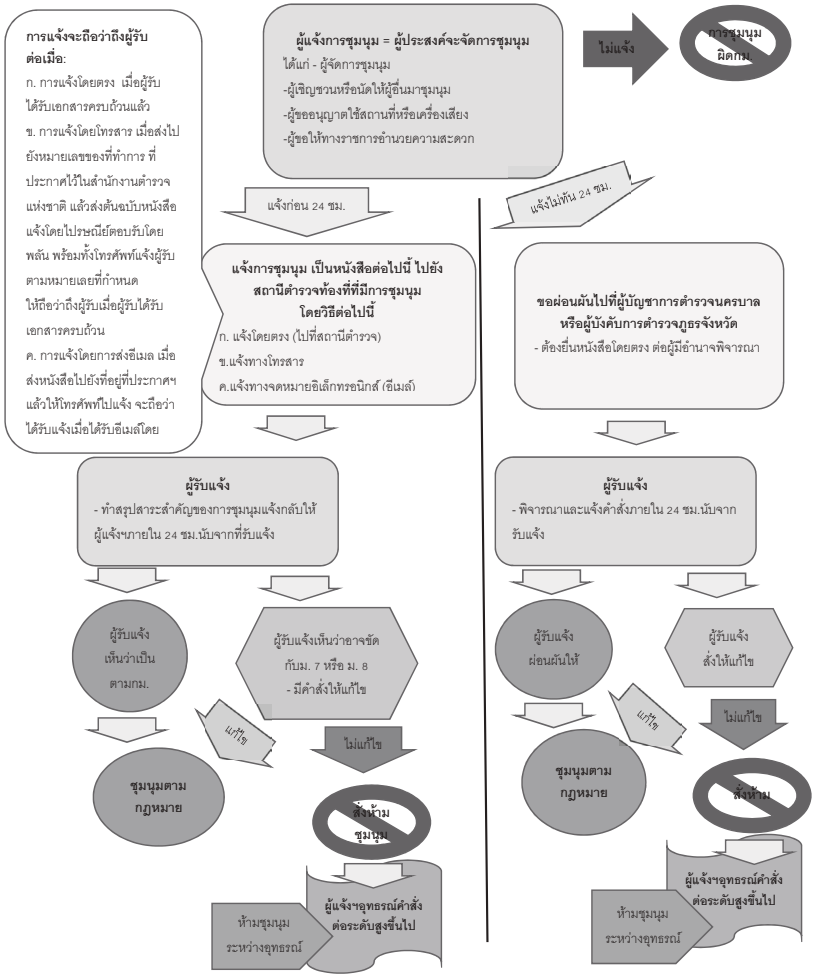 การแจ้งจะถือว่าถึงผู้รับ
ต่อเมื่อ:
ก. การแจ้งโดยตรง เมื่อผู้รับ
ได้รับเอกสารครบถ้วนแล้ว
ข. การแจ้งโดยโทรสาร เมื่อส่งไป
ยังหมายเลขของที่ทำการ ที่
ประกาศไว้ในสำนักงานตำรวจ
แห่งชาติ แล้วส่งต้นฉบับหนังสือ
แจ้งโดยไปรษณีย์ตอบรับโดย
พลัน พร้อมทั้งโทรศัพท์แจ้งผู้รับ
ตามหมายเลขที่กำหนด
ให้ถือว่าถึงผู้รับเมื่อผู้รับได้รับ
เอกสารครบถ้วน
ค. การแจ้งโดยการส่งอีเมล เมื่อ
ส่งหนังสือไปยังที่อยู่ที่ประกาศฯ
แล้วให้โทรศัพท์ไปแจ้ง จะถือว่า
ได้รับแจ้งเมื่อได้รับอีเมล์โดย
ผู้แจ้งการชุมนุม = ผู้ประสงค์จะจัดการชุมนุม
ได้แก่ - ผู้จัดการชุมนุม
-ผู้เชิญชวนหรือนัดให้ผู้อื่นมาชุมนุม
-ผู้ขออนุญาตใช้สถานที่หรือเครื่องเสียง
-ผู้ขอให้ทางราชการอำนวยความสะดวก
ไม่แจ้ง
การชุมนุม
ผิดกม.
แจ้งก่อน 24 ชม.
แจ้งไม่ทัน 24 ชม.
แจ้งการชุมนุม เป็นหนังสือต่อไปนี้ ไปยัง
สถานีตำรวจท้องที่ที่มีการชุมนุม
โดยวิธีต่อไปนี้
ก. แจ้งโดยตรง (ไปที่สถานีตำรวจ)
ข.แจ้งทางโทรสาร
ค.แจ้งทางจดหมายอิเล็กทรอนิกส์ (อีเมล์)
ขอผ่อนผันไปที่ผู้บัญชาการตำรวจนครบาล
หรือผู้บังคับการตำรวจภูธรจังหวัด
- ต้องยื่นหนังสือโดยตรง ต่อผู้มีอำนาจพิจารณา
ผู้รับแจ้ง
- ทำสรุปสาระสำคัญของการชุมนุมแจ้งกลับให้
ผู้แจ้งฯภายใน 24 ชม.นับจากที่รับแจ้ง
ผู้รับแจ้ง
- พิจารณาและแจ้งคำสั่งภายใน 24 ชม.นับจาก
รับแจ้ง
ผู้รับแจ้ง
เห็นว่าเป็น
ตามกม.
ผู้รับแจ้งเห็นว่าอาจขัด
กับม. 7 หรือ ม. 8
- มีคำสั่งให้แก้ไข
ผู้รับแจ้ง
ผ่อนผันให้
ผู้รับแจ้ง
สั่งให้แก้ไข
แก้ไข
ไม่แก้ไข
แก้ไข
ไม่แก้ไข
ชุมนุมตาม
กฎหมาย
สั่งห้าม
ชุมนุม
ชุมนุมตาม
กฎหมาย
สั่งห้าม
ผู้แจ้งฯอุทธรณ์คำสั่ง
ต่อระดับสูงขึ้นไป
ห้ามชุมนุม
ระหว่างอุทธรณ์
ผู้แจ้งฯอุทธรณ์คำสั่ง
ต่อระดับสูงขึ้นไป
ห้ามชุมนุม
ระหว่างอุทธรณ์